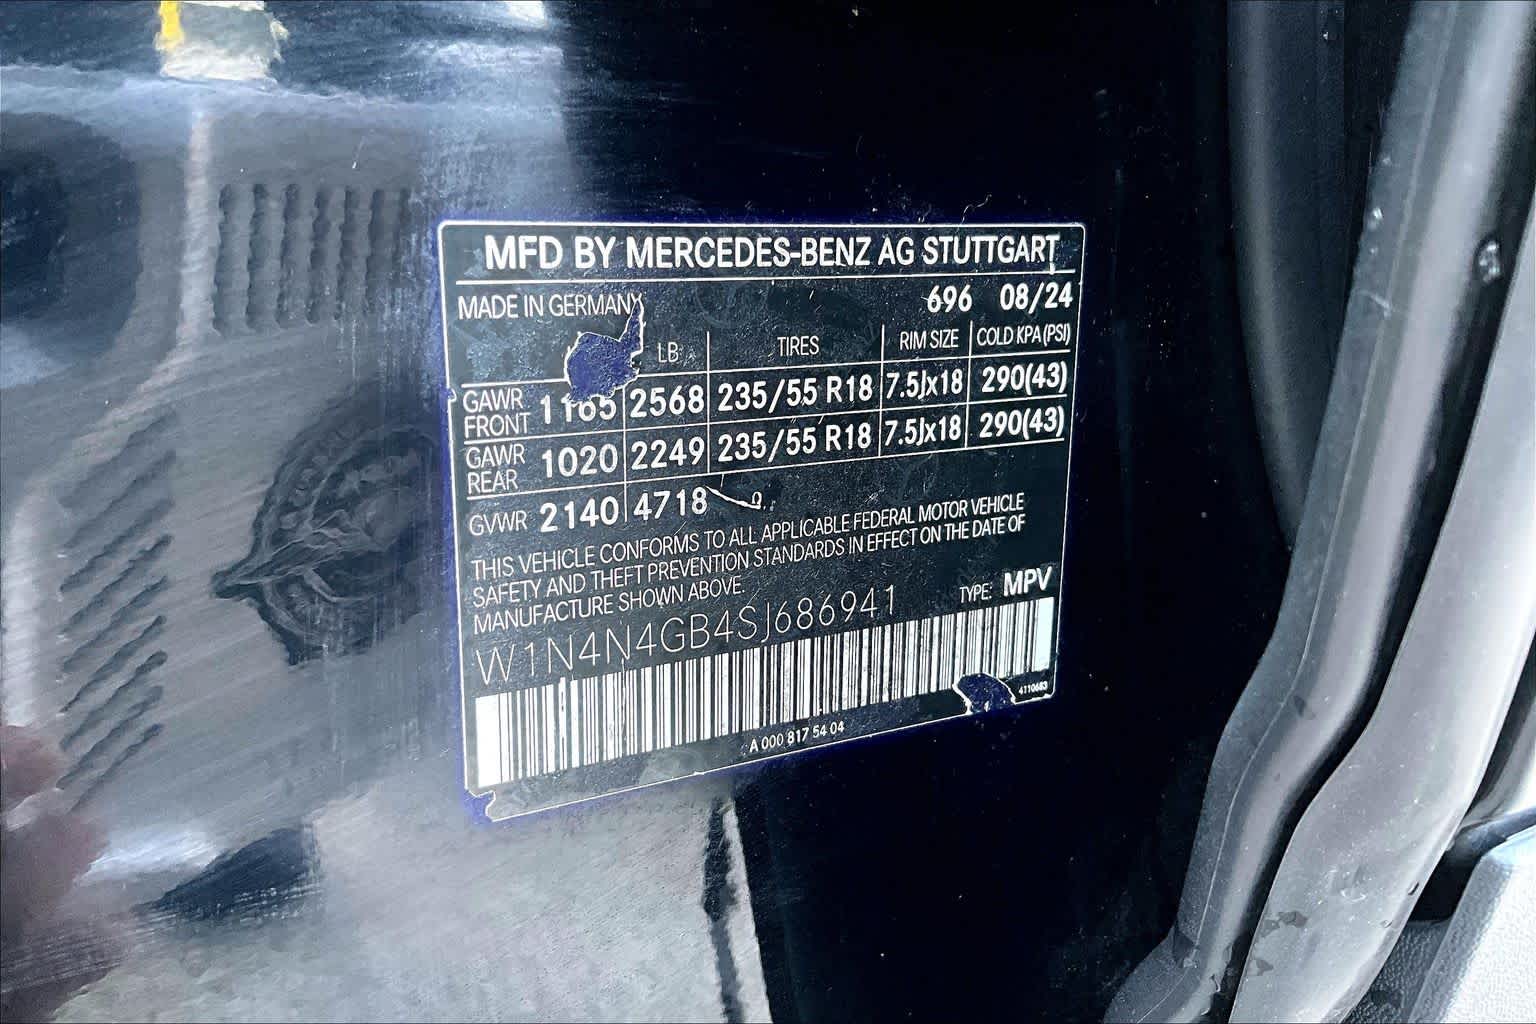 MFD BY MERCEDES-BENZ AG STUTTGART
MADE IN GERMANY 696 08/24
LB TIRES RIM SIZE COLD KPA(PSI)
GAWR FRONT 1165 2568 235/55 R18 7.5Jx18 290(43)
GAWR REAR 1020 2249 235/55 R18 7.5Jx18 290(43)
GVWR 2140 4718
THIS VEHICLE CONFORMS TO ALL APPLICABLE FEDERAL MOTOR VEHICLE
SAFETY AND THEFT PREVENTION STANDARDS IN EFFECT ON THE DATE OF
MANUFACTURE SHOWN ABOVE.
W1N4N4GB4SJ686941 TYPE: MPV
4110683
A 000 817 54 04